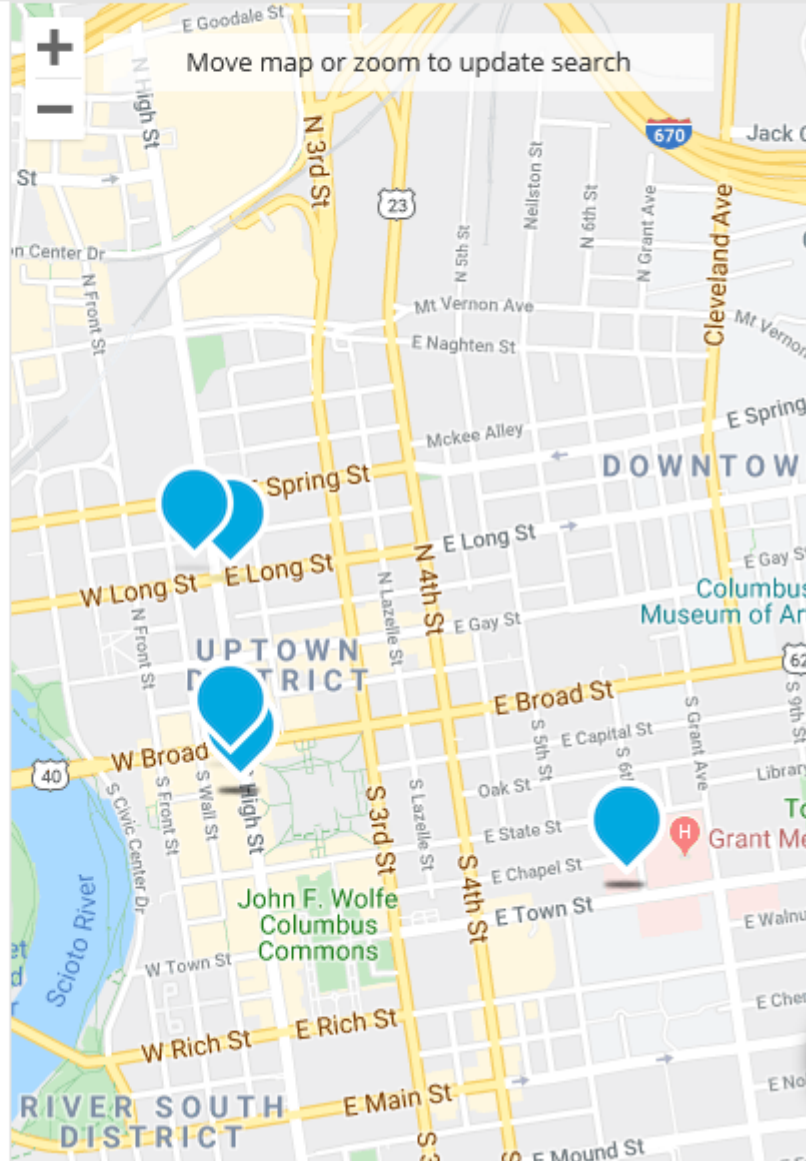 E Goodale St
+
Move map or zoom to update search
−
N High St
670
Jack
N 3rd St
St
23
Neilston St
N 6th St
N Grant Ave
Cleveland Ave
N 5th St
n Center Dr
N Front St
Mt Vernon Ave
Mt Vernon
E Naghten St
E Spring
Mckee Alley
DOWNTOW
Spring St
E Long St
N 4th St
E Gay S
W Long St
E Long St
N Lazelle St
Columbus
Museum of Ar
N Front St
E Gay St
UPTOWN
DISTRICT
62
S 9th St
E Broad St
S Grant Ave
W Broad
S 5th St
E Capital St
S 6t
40
Library
Oak St
S Civic Center Dr
S Front St
S Wall St
High St
S 3rd St
S Lazelle St
E State St
H
To
Grant Me
S 4th St
E Chapel St
John F. Wolfe
Columbus
Commons
E Town St
E Walnu
Scioto River
et
d
r
W Town St
E Cher
W Rich St
E Rich St
E No
E Main St
RIVER SOUTH
DISTRICT
S 3
S
E Mound St